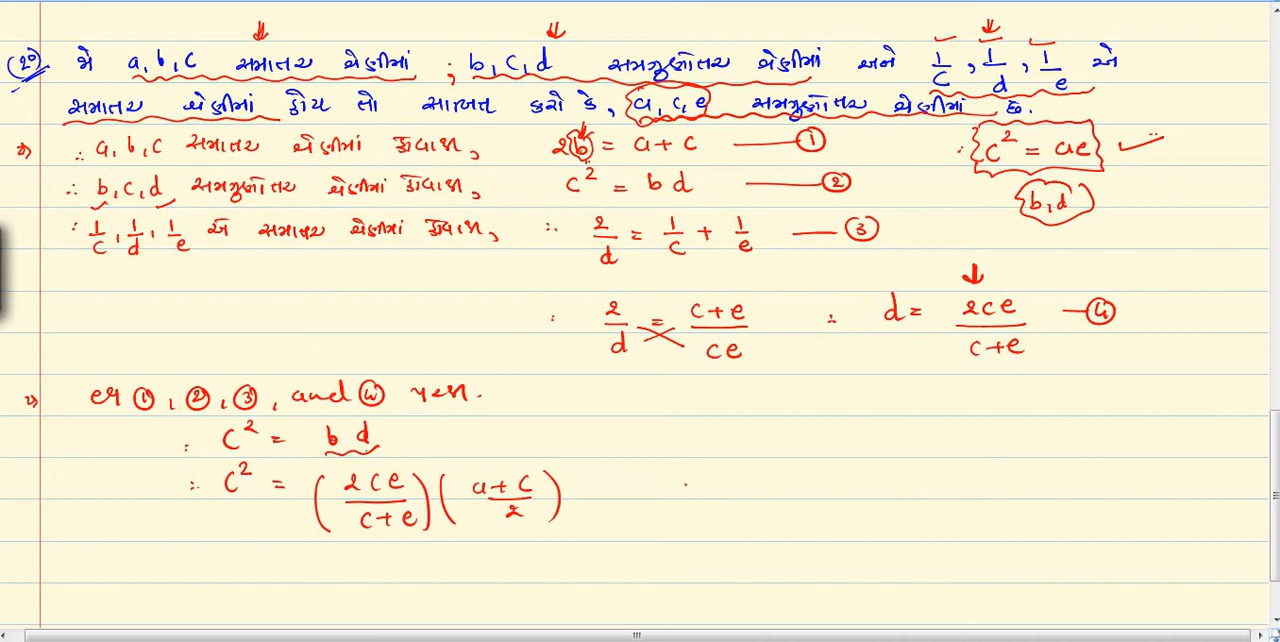 (૨૦) જો a, b, c સમાંતર શ્રેણીમાં ; b, c, d સમગુણોત્તર શ્રેણીમાં અને 1/c , 1/d , 1/e એ
સમાંતર શ્રેણીમાં હોય તો સાબિત કરો કે, a, c, e સમગુણોત્તર શ્રેણીમાં છે.
∴ a, b, c સમાંતર શ્રેણીમાં હોવાથી, 2b = a + c —— ① ∴ c² = ae
∴ b, c, d સમગુણોત્તર શ્રેણીમાં હોવાથી, c² = bd —— ② b, d
∴ 1/c , 1/d , 1/e એ સમાંતર શ્રેણીમાં હોવાથી, ∴ 2/d = 1/c + 1/e —— ③
∴ 2/d = (c+e)/ce ∴ d = 2ce/(c+e) — ④
①, ②, ③, and ④
∴ c² = bd
∴ c² = (2ce/(c+e)) ((a+c)/2)